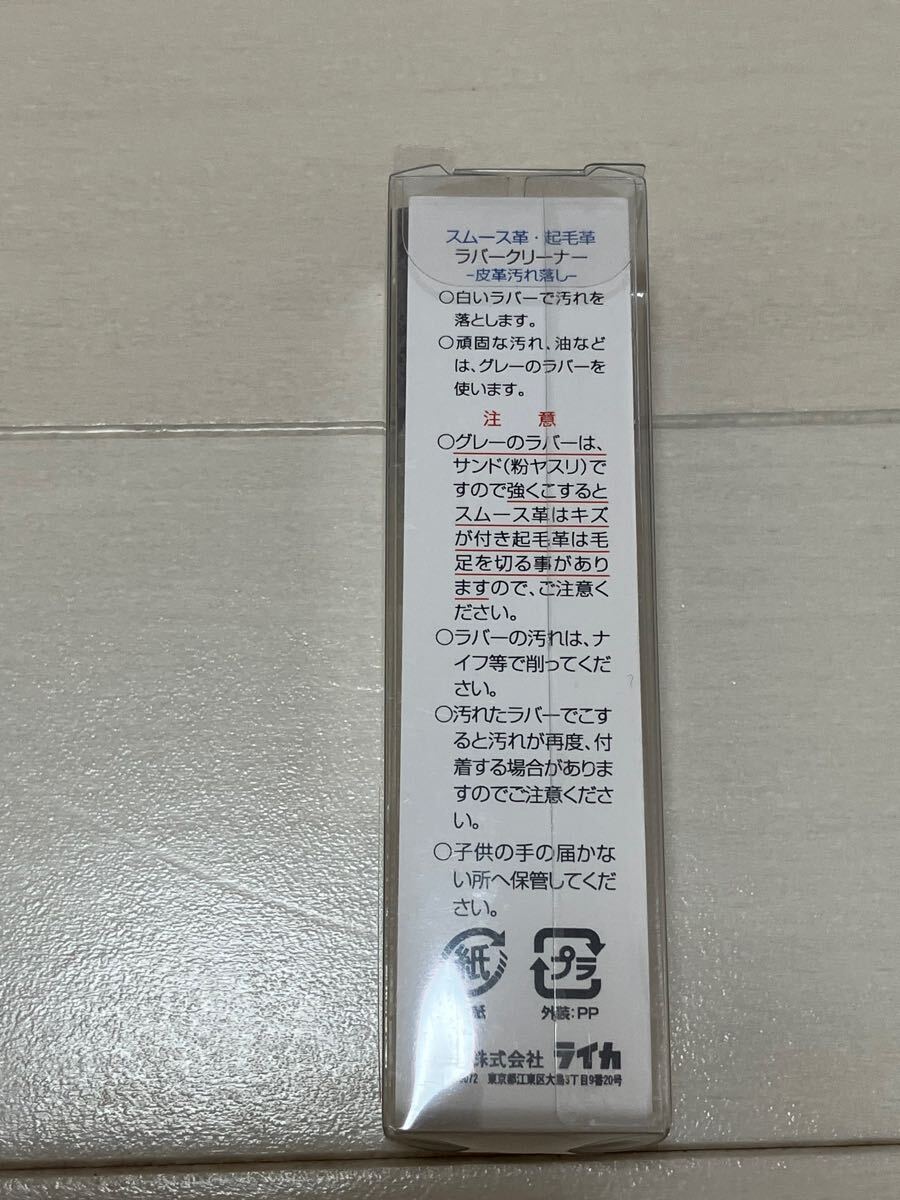 スムース革・起毛革
ラバークリーナー
-皮革汚れ落し-
○白いラバーで汚れを
落とします。
○頑固な汚れ、油など
は、グレーのラバーを
使います。
注 意
○グレーのラバーは、
サンド(粉ヤスリ)で
すので強くこすると
スムース革はキズ
が付き起毛革は毛
足を切る事があり
ますので、ご注意く
ださい。
○ラバーの汚れは、ナ
イフ等で削ってくだ
さい。
○汚れたラバーでこす
ると汚れが再度、付
着する場合がありま
すのでご注意くださ
い。
○子供の手の届かな
い所へ保管してくだ
さい。
紙 プラ
紙 外装:PP
株式会社 ライカ
072 東京都江東区大島3丁目9番20号